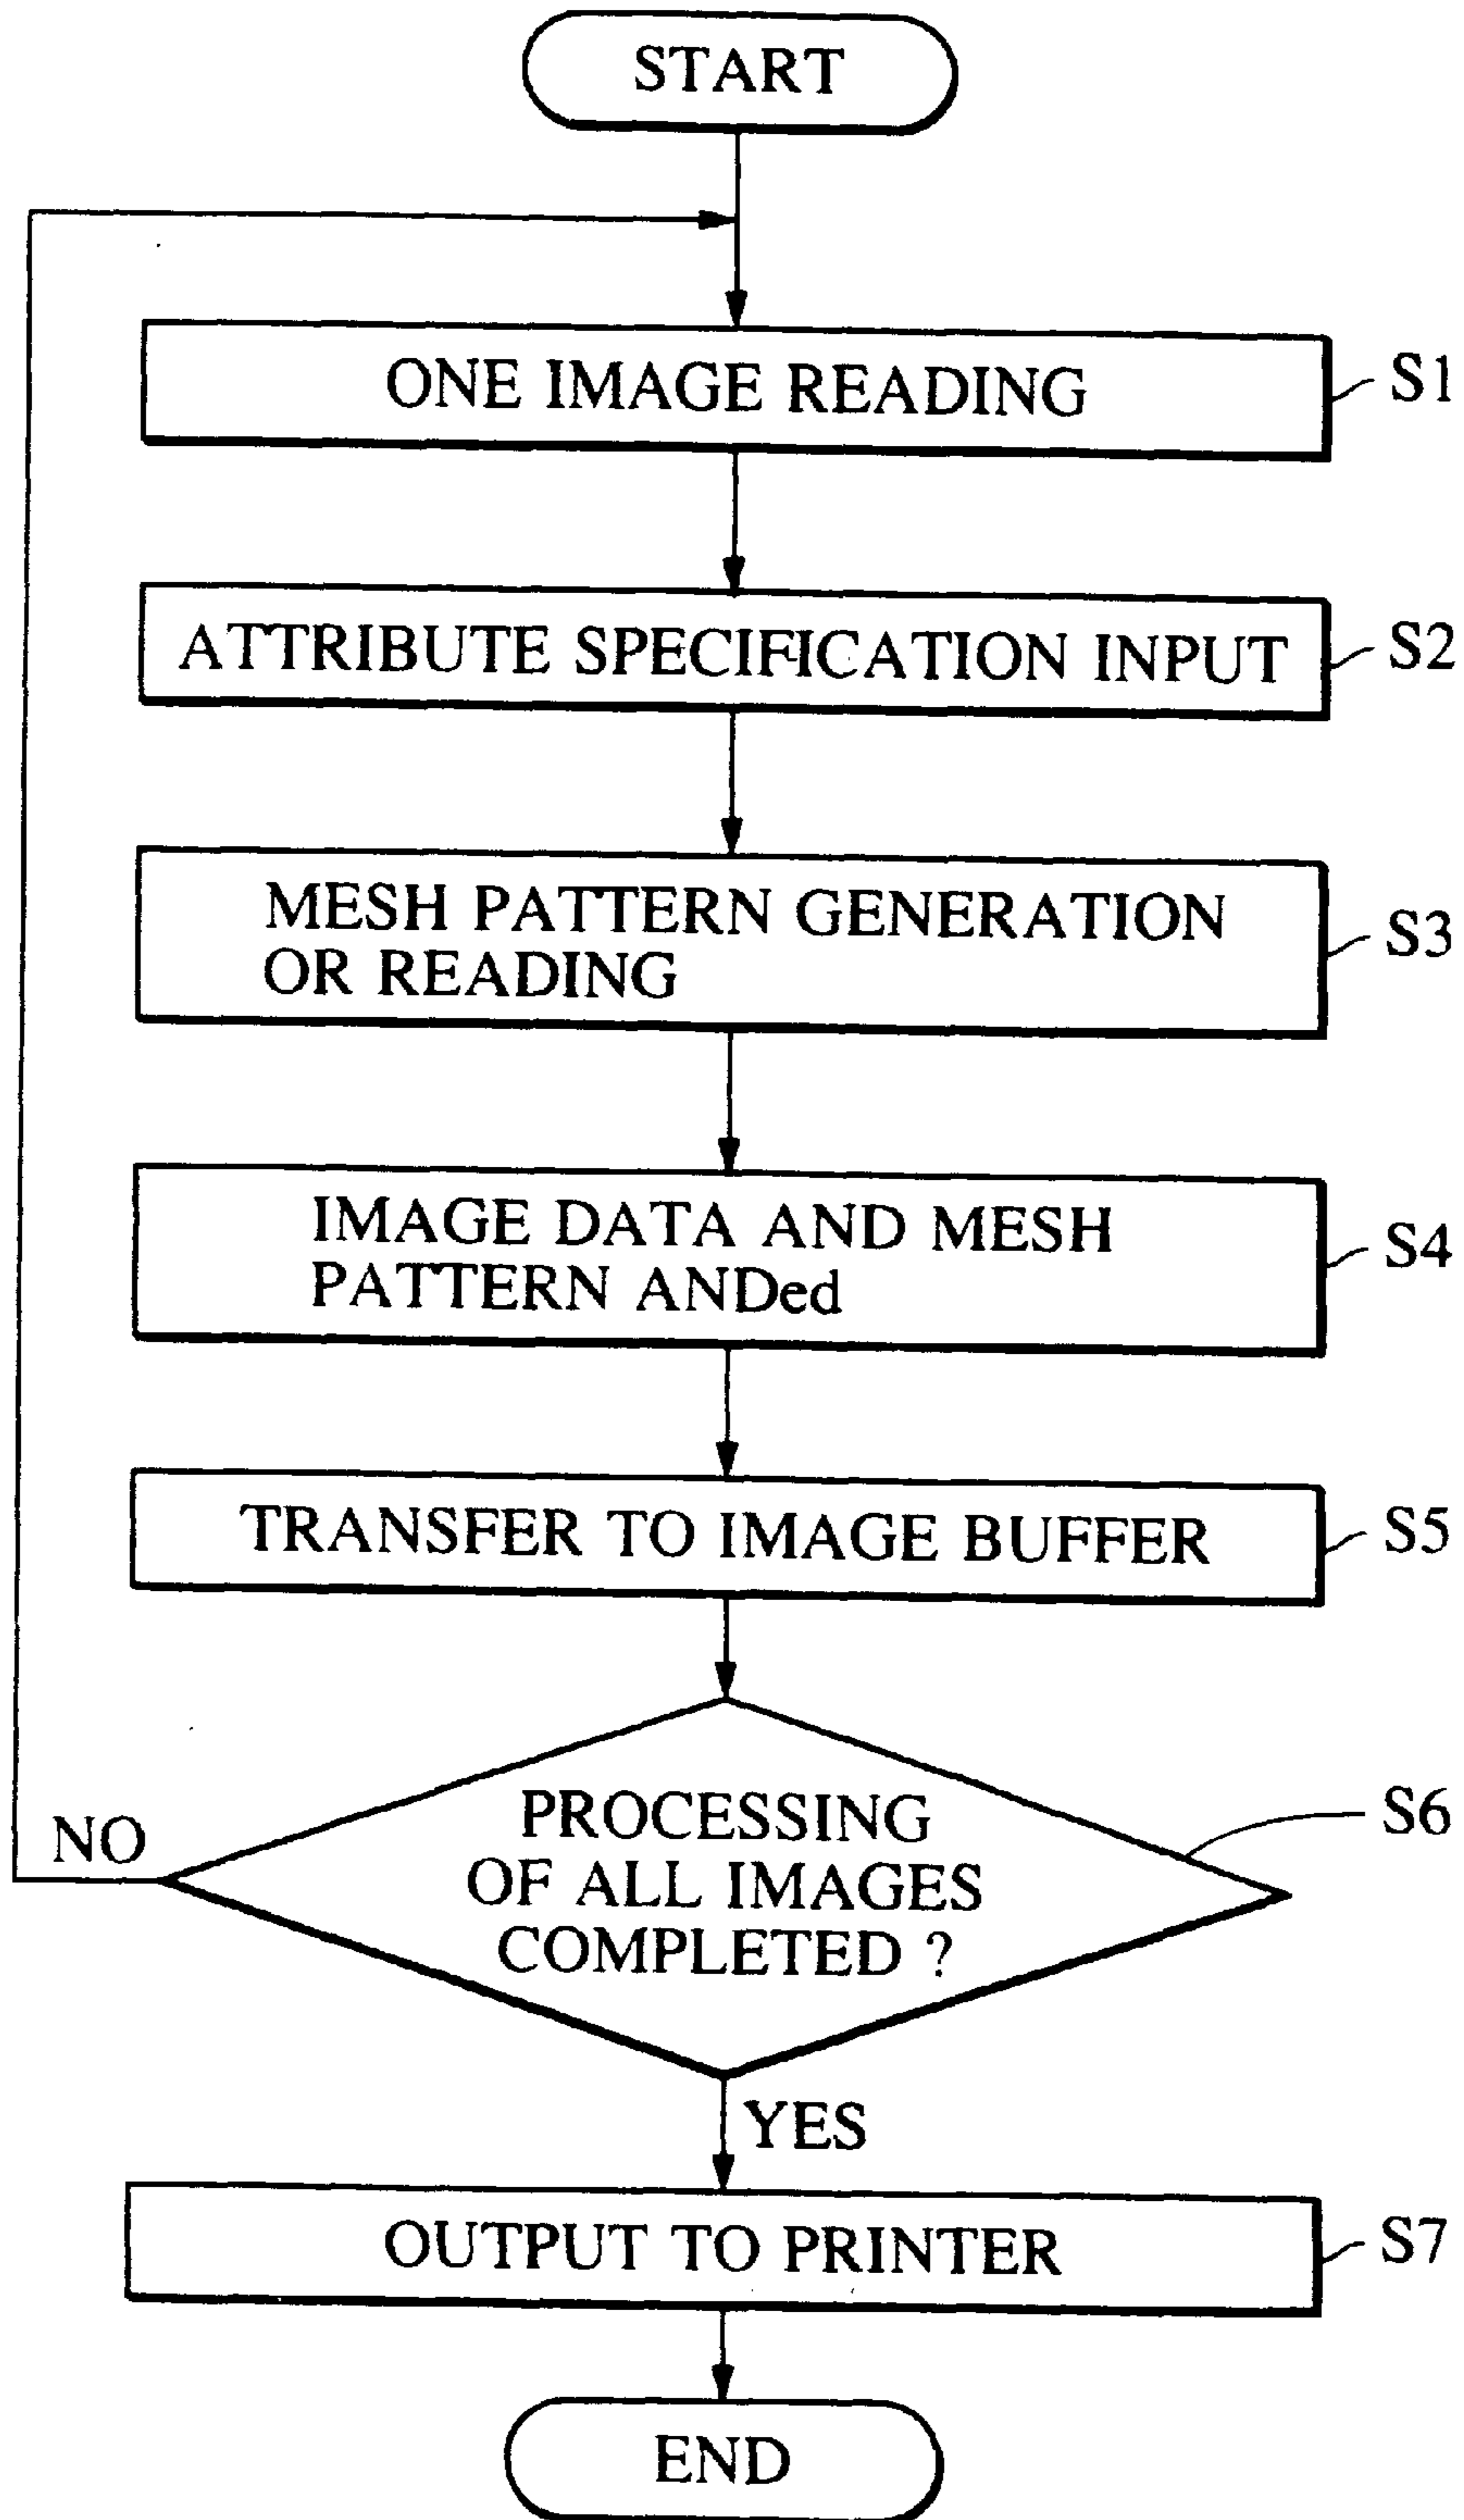 START
ONE IMAGE READING
S1
ATTRIBUTE SPECIFICATION INPUT
S2
MESH PATTERN GENERATION
OR READING
S3
IMAGE DATA AND MESH
PATTERN ANDed
S4
TRANSFER TO IMAGE BUFFER
S5
PROCESSING
OF ALL IMAGES
COMPLETED ?
S6
NO
YES
OUTPUT TO PRINTER
S7
END